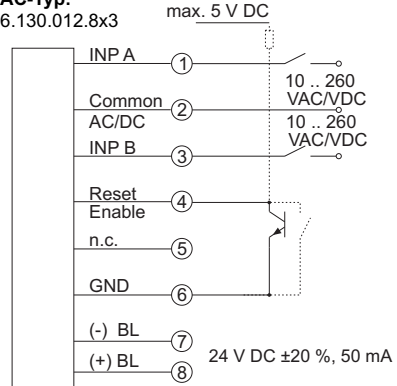 AC-Typ:
6.130.012.8x3
max. 5 V DC
INP A
1
10 .. 260
VAC/VDC
Common
AC/DC
2
10 .. 260
VAC/VDC
INP B
3
Reset
Enable
4
n.c.
5
GND
6
(-) BL
7
(+) BL
8
24 V DC ±20 %, 50 mA